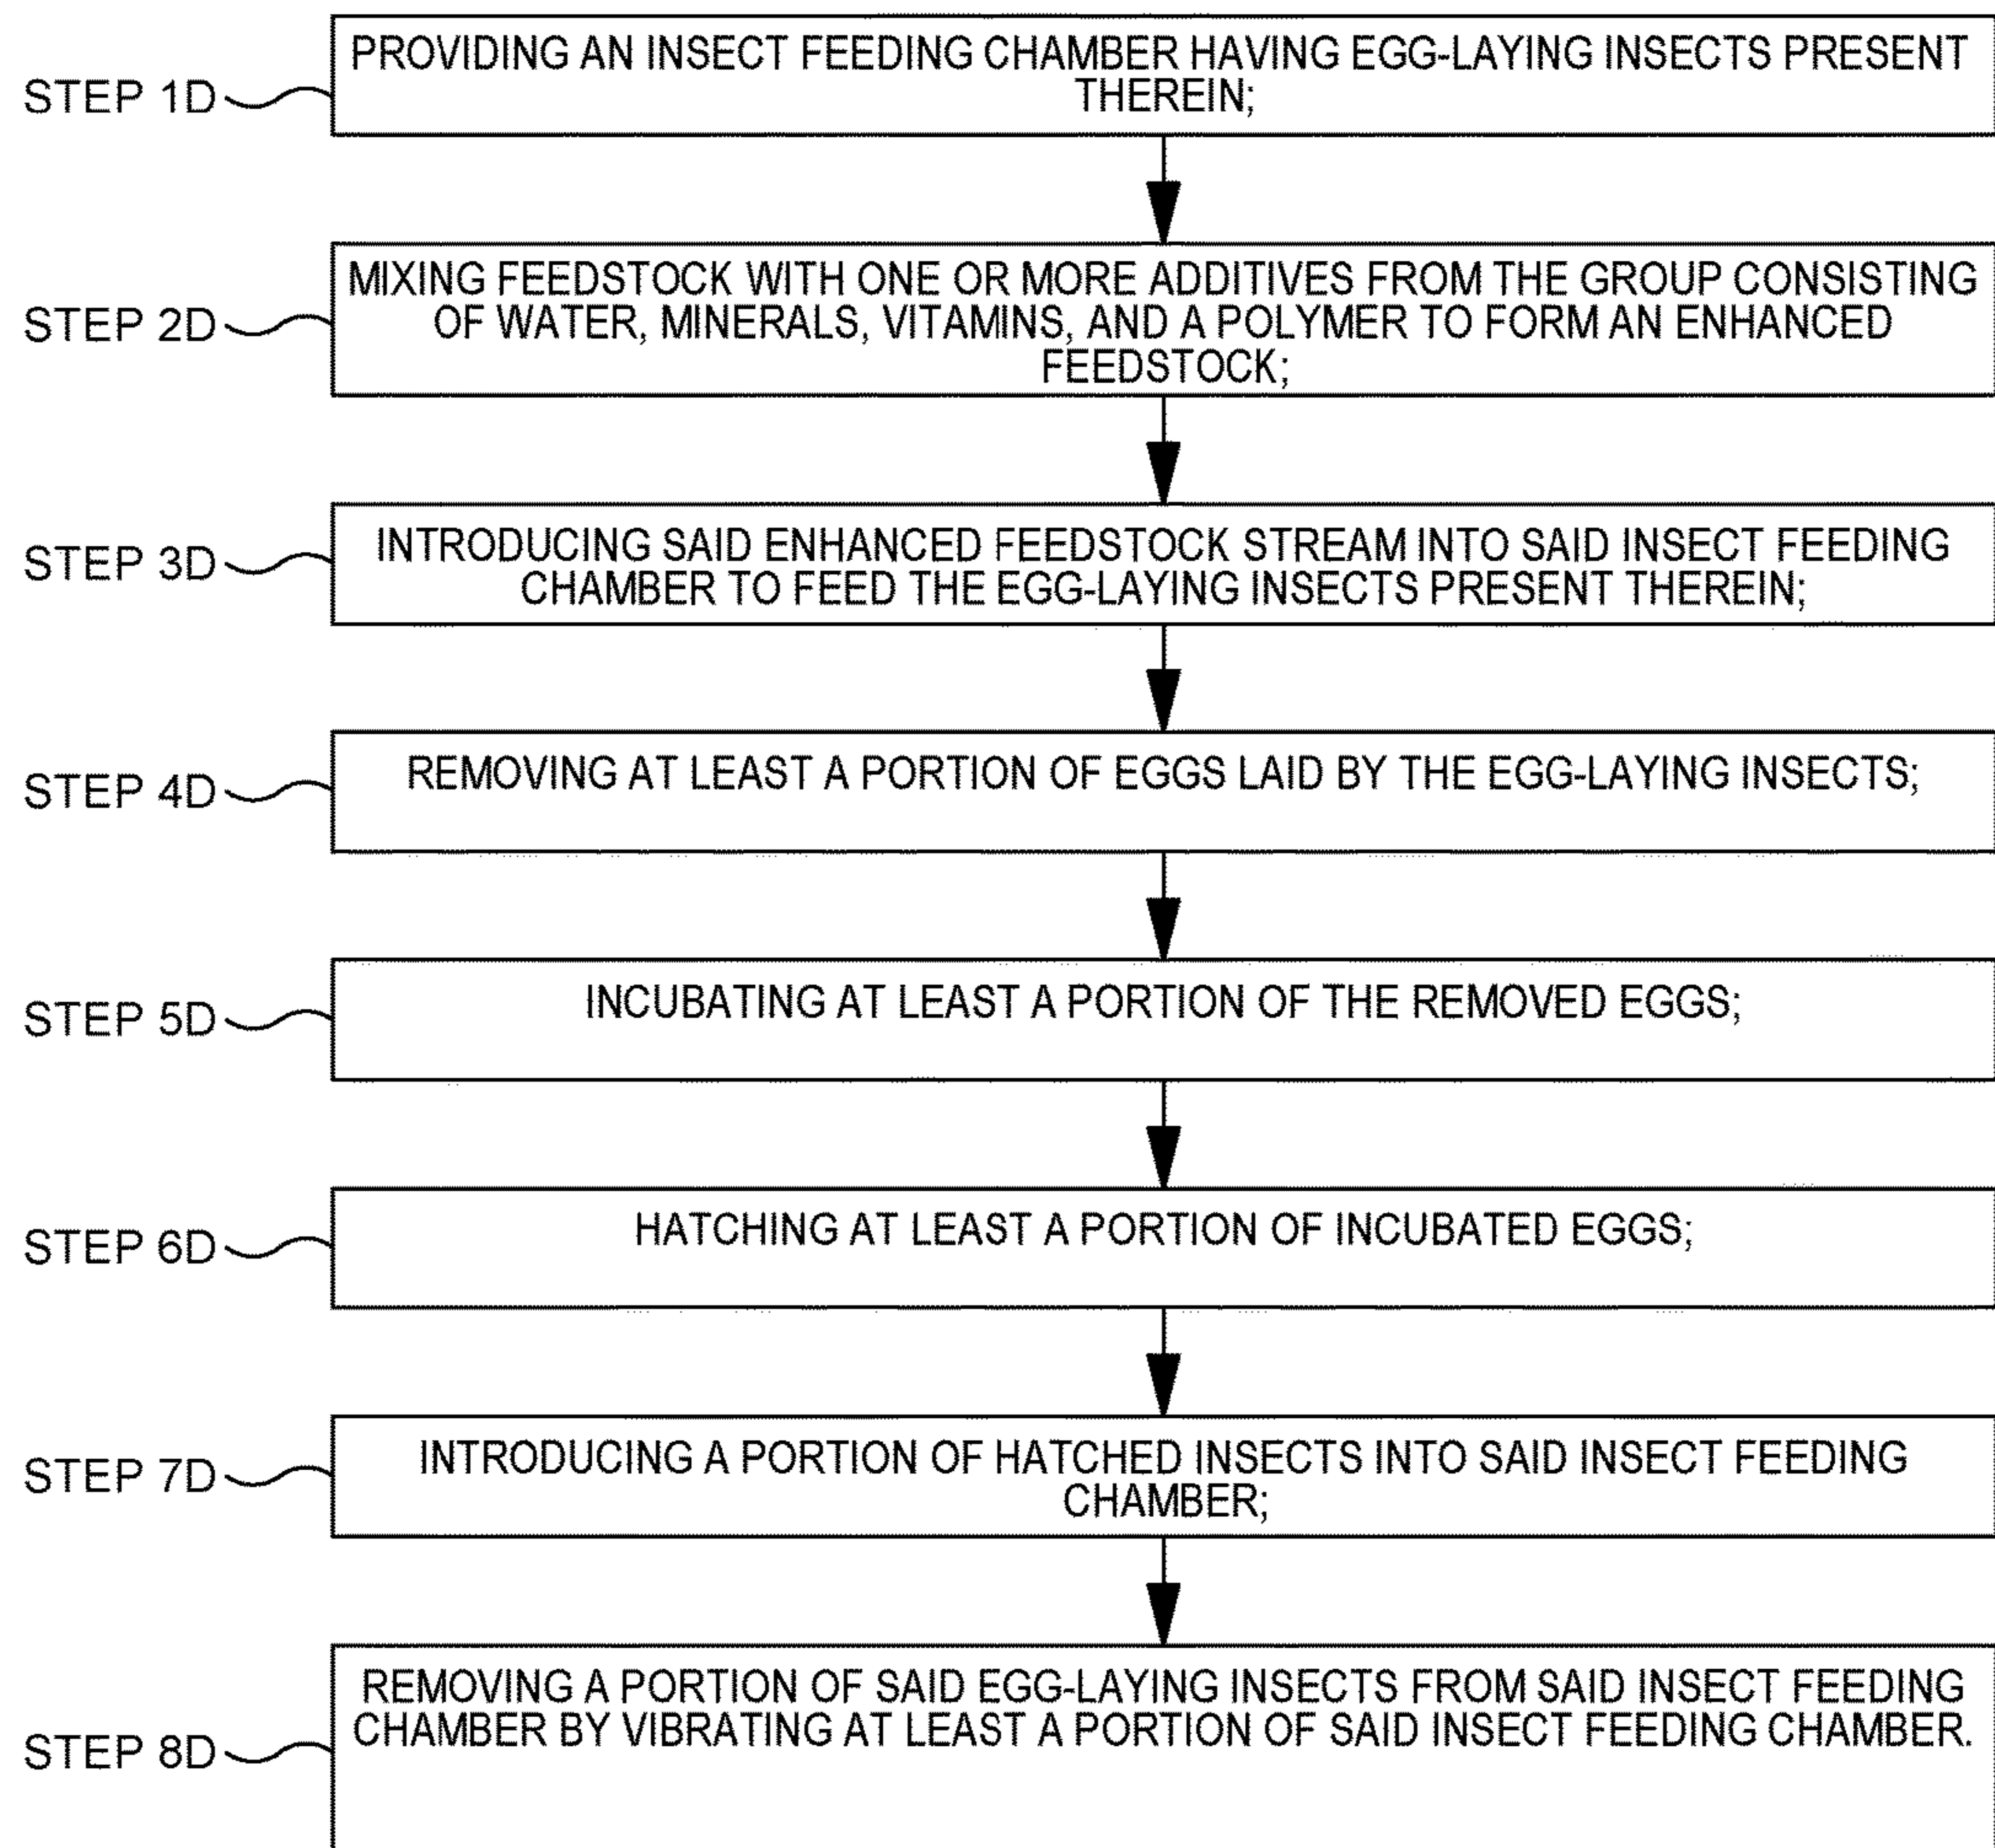 STEP 1D
PROVIDING AN INSECT FEEDING CHAMBER HAVING EGG-LAYING INSECTS PRESENT
THEREIN;
STEP 2D
MIXING FEEDSTOCK WITH ONE OR MORE ADDITIVES FROM THE GROUP CONSISTING
OF WATER, MINERALS, VITAMINS, AND A POLYMER TO FORM AN ENHANCED
FEEDSTOCK;
STEP 3D
INTRODUCING SAID ENHANCED FEEDSTOCK STREAM INTO SAID INSECT FEEDING
CHAMBER TO FEED THE EGG-LAYING INSECTS PRESENT THEREIN;
STEP 4D
REMOVING AT LEAST A PORTION OF EGGS LAID BY THE EGG-LAYING INSECTS;
STEP 5D
INCUBATING AT LEAST A PORTION OF THE REMOVED EGGS;
STEP 6D
HATCHING AT LEAST A PORTION OF INCUBATED EGGS;
STEP 7D
INTRODUCING A PORTION OF HATCHED INSECTS INTO SAID INSECT FEEDING
CHAMBER;
STEP 8D
REMOVING A PORTION OF SAID EGG-LAYING INSECTS FROM SAID INSECT FEEDING
CHAMBER BY VIBRATING AT LEAST A PORTION OF SAID INSECT FEEDING CHAMBER.